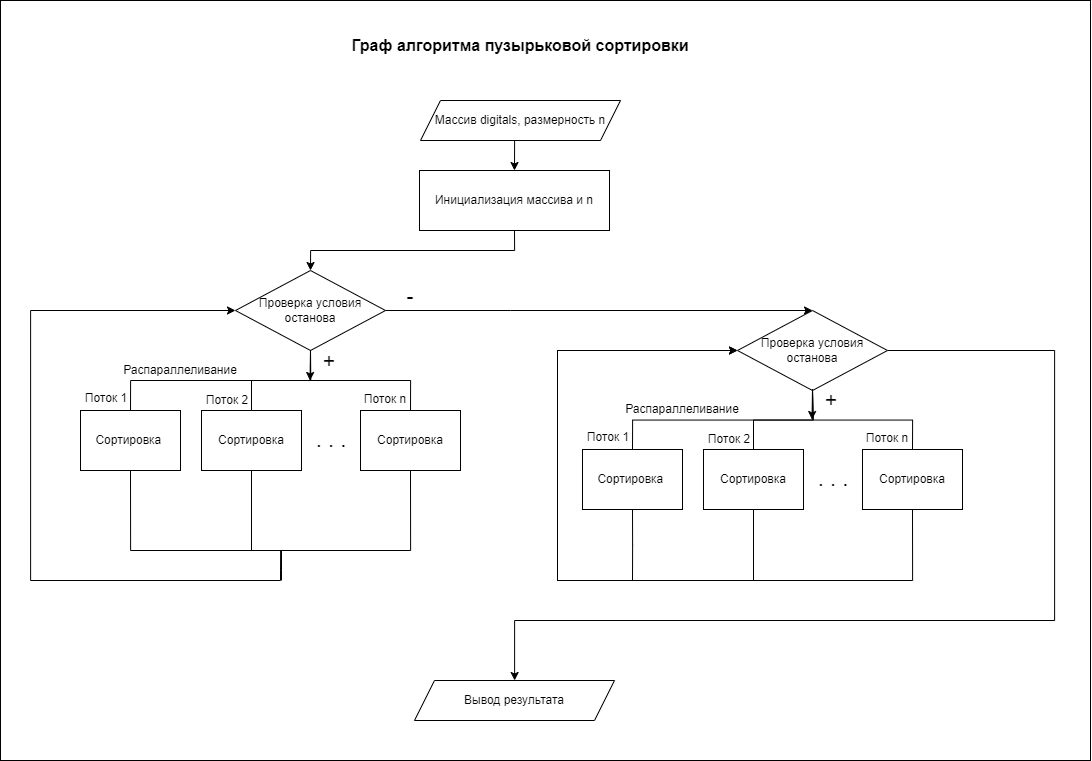 Граф алгоритма пузырьковой сортировки
Массив digitals, размерность n
Инициализация массива и n
Проверка условия
останова
-
+
Распараллеливание
Поток 1
Поток 2
Поток n
Сортировка
Сортировка
. . .
Сортировка
Проверка условия
останова
+
Распараллеливание
Поток 1
Поток 2
Поток n
Сортировка
Сортировка
. . .
Сортировка
Вывод результата